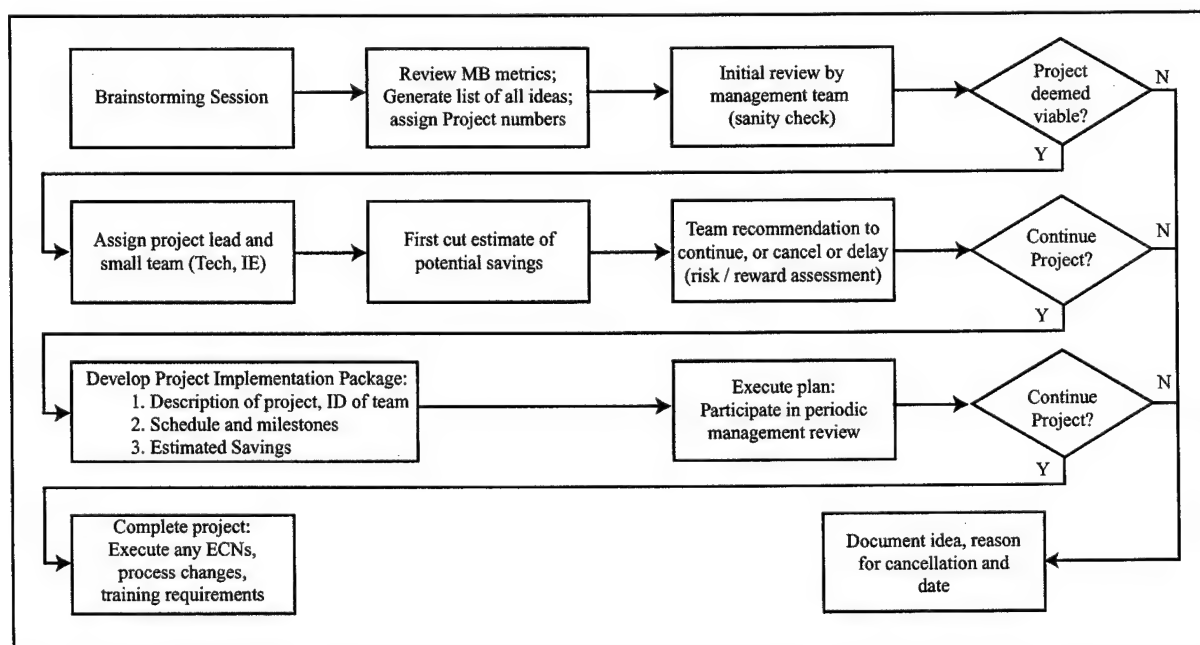 Brainstorming Session
Review MB metrics;
Generate list of all ideas;
assign Project numbers
Initial review by
management team
(sanity check)
Project
deemed
viable?
N
Y
Assign project lead and
small team (Tech, IE)
First cut estimate of
potential savings
Team recommendation to
continue, or cancel or delay
(risk / reward assessment)
Continue
Project?
N
Y
Develop Project Implementation Package:
1. Description of project, ID of team
2. Schedule and milestones
3. Estimated Savings
Execute plan:
Participate in periodic
management review
Continue
Project?
N
Y
Complete project:
Execute any ECNs,
process changes,
training requirements
Document idea, reason
for cancellation and
date